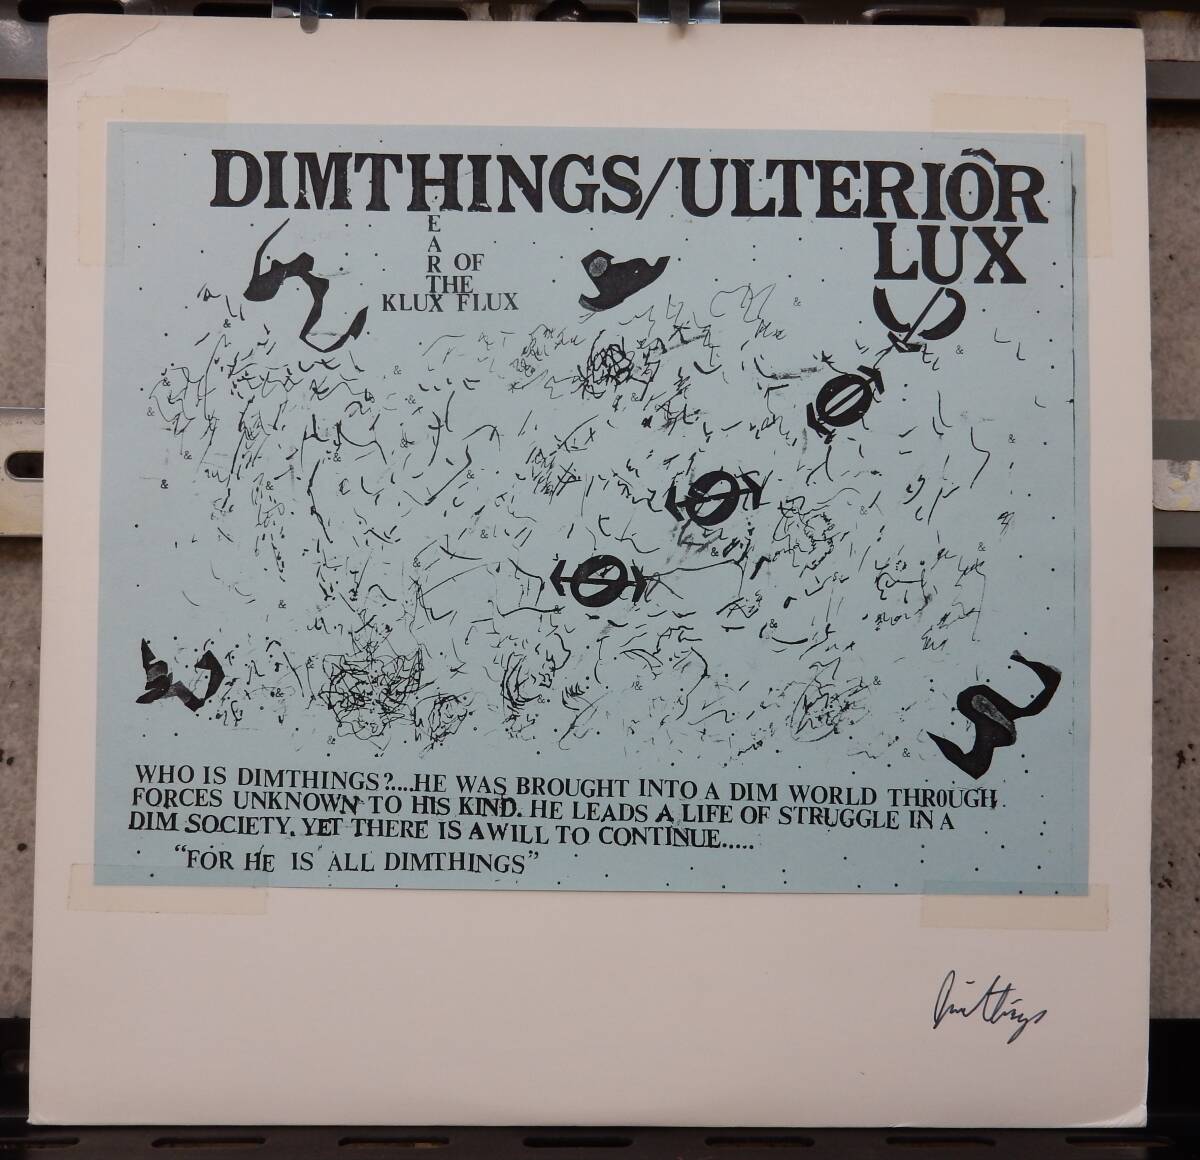 DIMTHINGS/ULTERIÔR
LUX
HEAR OF
THE
KLUX FLUX
WHO IS DIMTHINGS?....HE WAS BROUGHT INTO A DIM WORLD THROUGH
FORCES UNKNOWN TO HIS KIND. HE LEADS A LIFE OF STRUGGLE IN A
DIM SOCIETY. YET THERE IS A WILL TO CONTINUE.....
"FOR HE IS ALL DIMTHINGS"
Dimthings